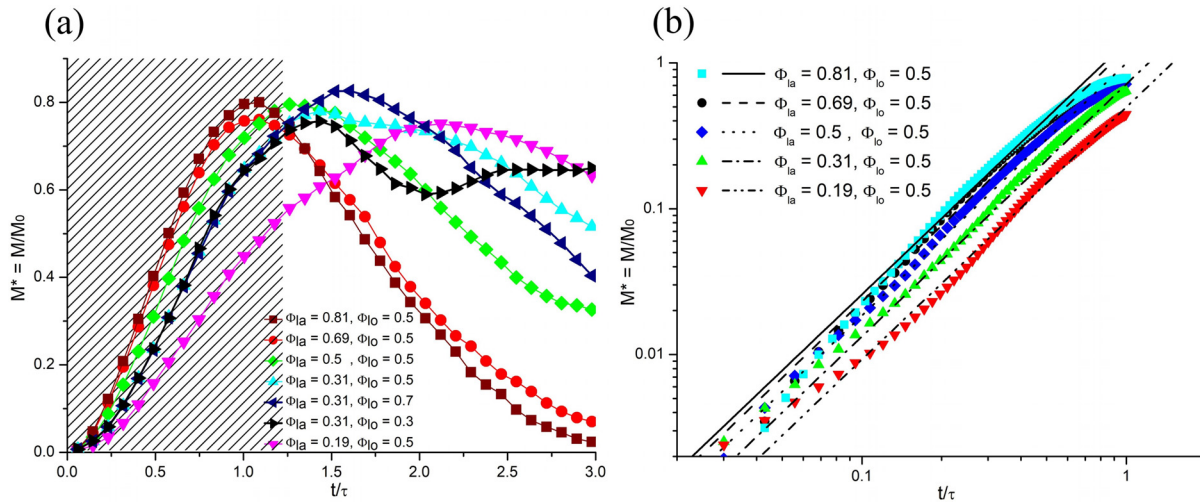 (a)
M* = M/M₀
0.8
0.6
0.4
0.2
0.0
Φla = 0.81, Φlo = 0.5
Φla = 0.69, Φlo = 0.5
Φla = 0.5 , Φlo = 0.5
Φla = 0.31, Φlo = 0.5
Φla = 0.31, Φlo = 0.7
Φla = 0.31, Φlo = 0.3
Φla = 0.19, Φlo = 0.5
0.0 0.5 1.0 1.5 2.0 2.5 3.0
t/τ
(b)
M* = M/M₀
1
0.1
0.01
Φla = 0.81, Φlo = 0.5
Φla = 0.69, Φlo = 0.5
Φla = 0.5 , Φlo = 0.5
Φla = 0.31, Φlo = 0.5
Φla = 0.19, Φlo = 0.5
0.1 1
t/τ